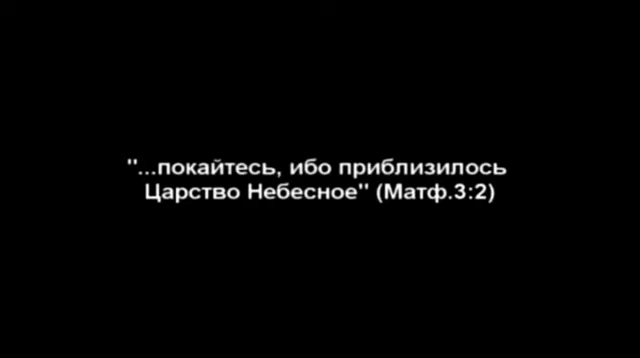 "...покайтесь, ибо приблизилось
Царство Небесное" (Матф.3:2)